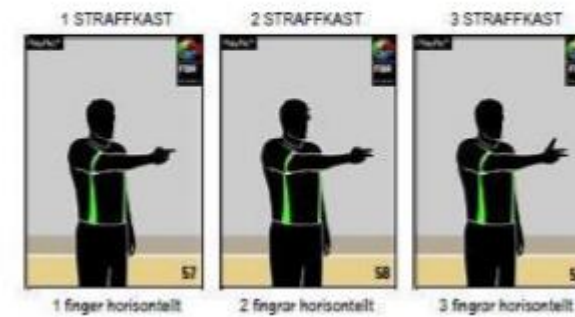 1 STRAFFKAST
2 STRAFFKAST
3 STRAFFKAST
57
58
1 finger horisontellt
2 fingrar horisontellt
3 fingrar horisontellt